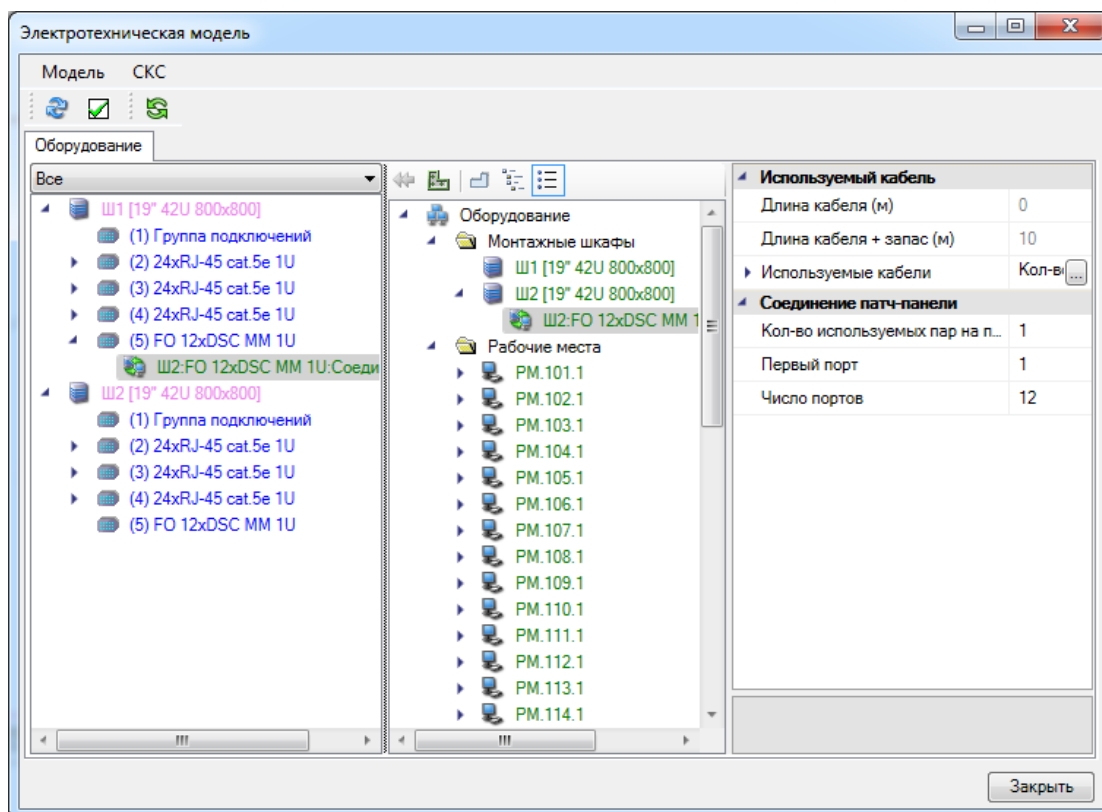 Электротехническая модель
Модель СКС
Оборудование
Все
Ш1 [19" 42U 800x800]
(1) Группа подключений
(2) 24xRJ-45 cat.5e 1U
(3) 24xRJ-45 cat.5e 1U
(4) 24xRJ-45 cat.5e 1U
(5) FO 12xDSC MM 1U
Ш2:FO 12xDSC MM 1U:Соеди
Ш2 [19" 42U 800x800]
(1) Группа подключений
(2) 24xRJ-45 cat.5e 1U
(3) 24xRJ-45 cat.5e 1U
(4) 24xRJ-45 cat.5e 1U
(5) FO 12xDSC MM 1U
Оборудование
Монтажные шкафы
Ш1 [19" 42U 800x800]
Ш2 [19" 42U 800x800]
Ш2:FO 12xDSC MM 1
Рабочие места
РМ.101.1
РМ.102.1
РМ.103.1
РМ.104.1
РМ.105.1
РМ.106.1
РМ.107.1
РМ.108.1
РМ.109.1
РМ.110.1
РМ.111.1
РМ.112.1
РМ.113.1
РМ.114.1
Используемый кабель
Длина кабеля (м) 0
Длина кабеля + запас (м) 10
Используемые кабели Кол-во ...
Соединение патч-панели
Кол-во используемых пар на п... 1
Первый порт 1
Число портов 12
Закрыть